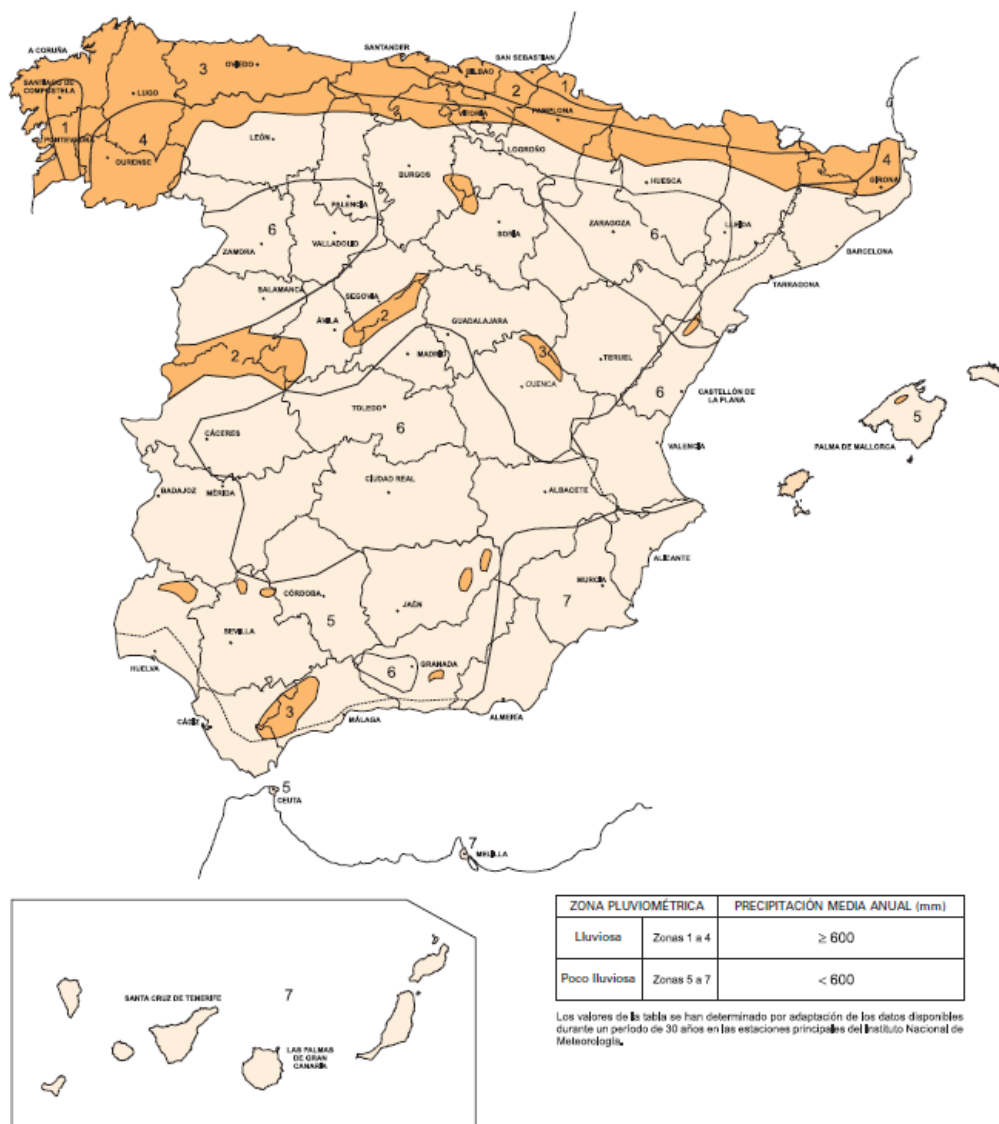 A CORUÑA
SANTANDER
SAN SEBASTIAN
3
OVIEDO
BILBAO
SANTIAGO DE
COMPOSTELA
LUGO
2
1
VITORIA
PAMPLONA
1
PONTEVEDRA
4
LEÓN
LOGROÑO
4
OURENSE
GIRONA
BURGOS
HUESCA
PALENCIA
6
VALLADOLID
SORIA
ZARAGOZA
6
LLEIDA
ZAMORA
BARCELONA
5
TARRAGONA
SALAMANCA
SEGOVIA
2
ÁVILA
GUADALAJARA
2
MADRID
3
TERUEL
CUENCA
6
CASTELLÓN DE
LA PLANA
TOLEDO
6
5
CÁCERES
VALENCIA
PALMA DE MALLORCA
BADAJOZ
MÉRIDA
CIUDAD REAL
ALBACETE
ALICANTE
MURCIA
CÓRDOBA
7
JAÉN
5
SEVILLA
HUELVA
6
GRANADA
3
CÁDIZ
MÁLAGA
ALMERÍA
5
CEUTA
7
MELILLA
7
SANTA CRUZ DE TENERIFE
LAS PALMAS
DE GRAN
CANARIA
ZONA PLUVIOMÉTRICA PRECIPITACIÓN MEDIA ANUAL (mm)
Lluviosa Zonas 1 a 4 ≥ 600
Poco lluviosa Zonas 5 a 7 < 600
Los valores de la tabla se han determinado por adaptación de los datos disponibles
durante un período de 30 años en las estaciones principales del Instituto Nacional de
Meteorología.